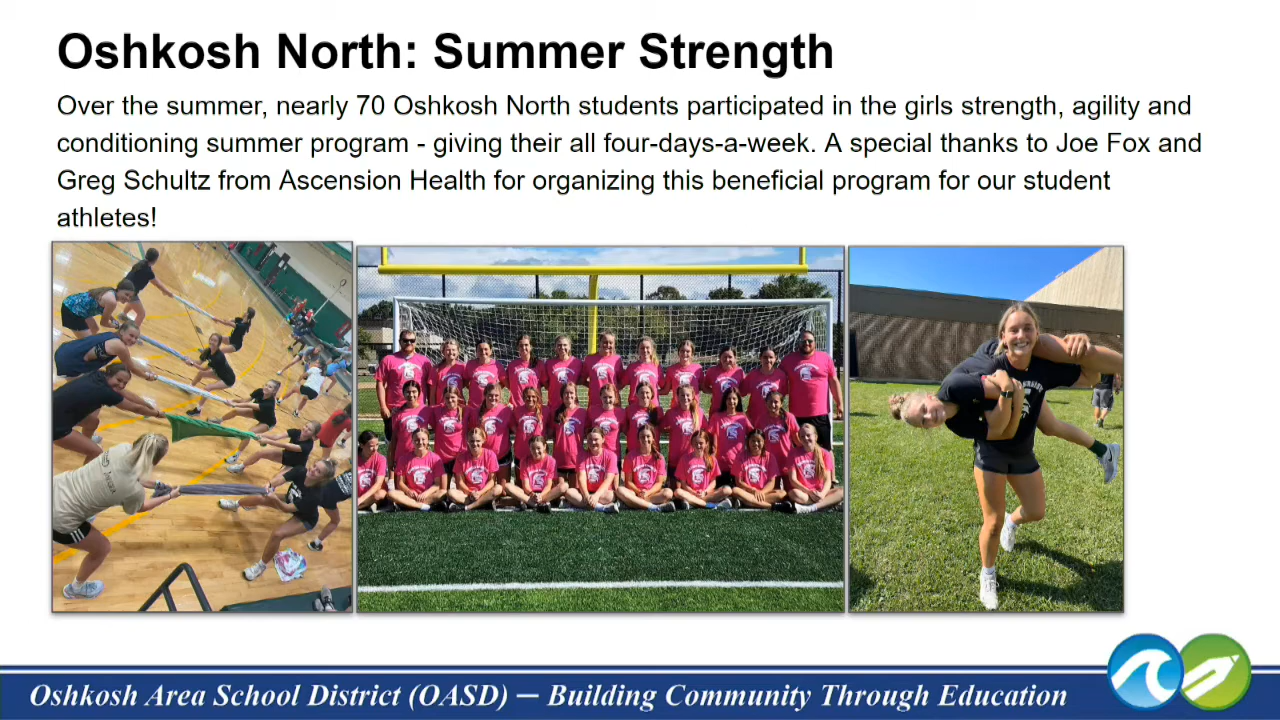 Oshkosh North: Summer Strength
Over the summer, nearly 70 Oshkosh North students participated in the girls strength, agility and
conditioning summer program - giving their all four-days-a-week. A special thanks to Joe Fox and
Greg Schultz from Ascension Health for organizing this beneficial program for our student
athletes!
Oshkosh Area School District (OASD) — Building Community Through Education